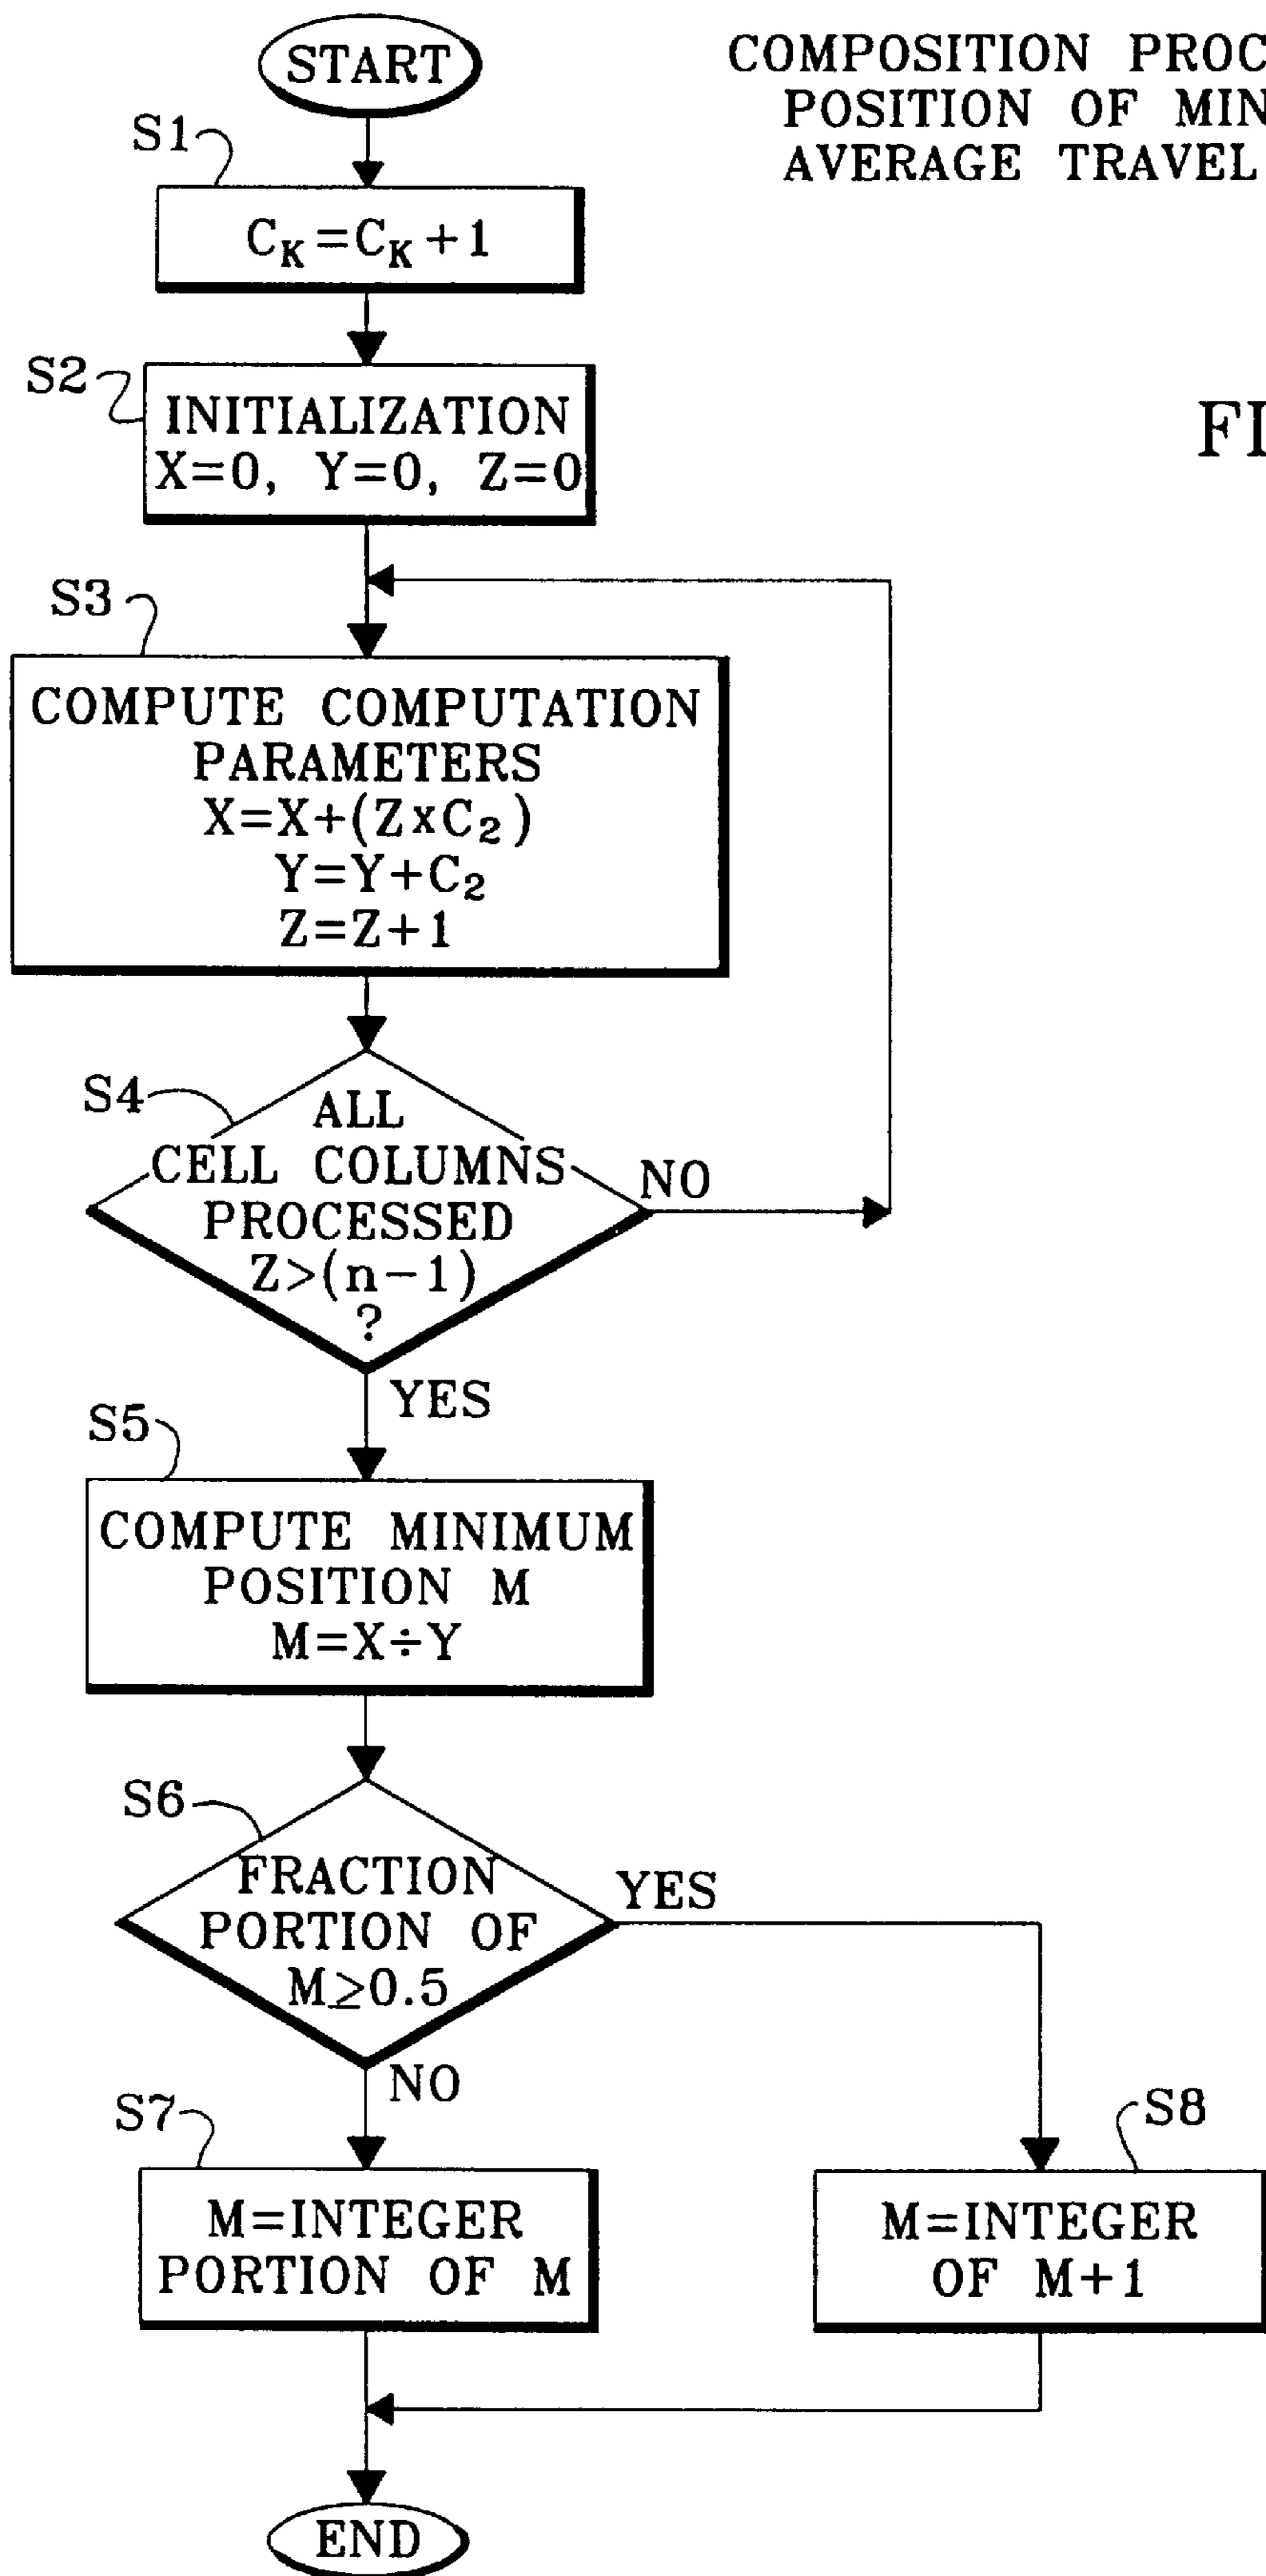 START
COMPOSITION PROC
POSITION OF MIN
AVERAGE TRAVEL
S1
C_K=C_K+1
S2
INITIALIZATION
X=0, Y=0, Z=0
FI
S3
COMPUTE COMPUTATION
PARAMETERS
X=X+(ZxC₂)
Y=Y+C₂
Z=Z+1
S4
ALL
CELL COLUMNS
PROCESSED
Z>(n-1)
?
NO
YES
S5
COMPUTE MINIMUM
POSITION M
M=X÷Y
S6
FRACTION
PORTION OF
M≥0.5
YES
NO
S7
M=INTEGER
PORTION OF M
S8
M=INTEGER
OF M+1
END